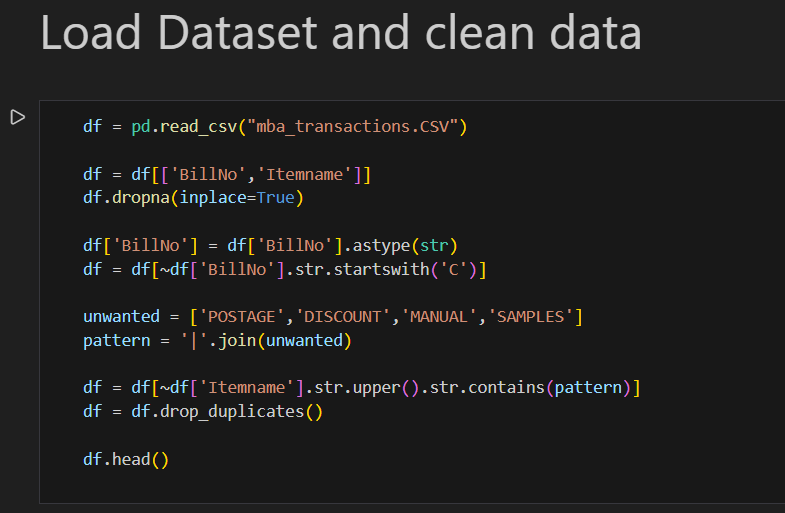 Load Dataset and clean data
df = pd.read_csv("mba_transactions.CSV")
df = df[['BillNo','Itemname']]
df.dropna(inplace=True)
df['BillNo'] = df['BillNo'].astype(str)
df = df[~df['BillNo'].str.startswith('C')]
unwanted = ['POSTAGE','DISCOUNT','MANUAL','SAMPLES']
pattern = '|'.join(unwanted)
df = df[~df['Itemname'].str.upper().str.contains(pattern)]
df = df.drop_duplicates()
df.head()